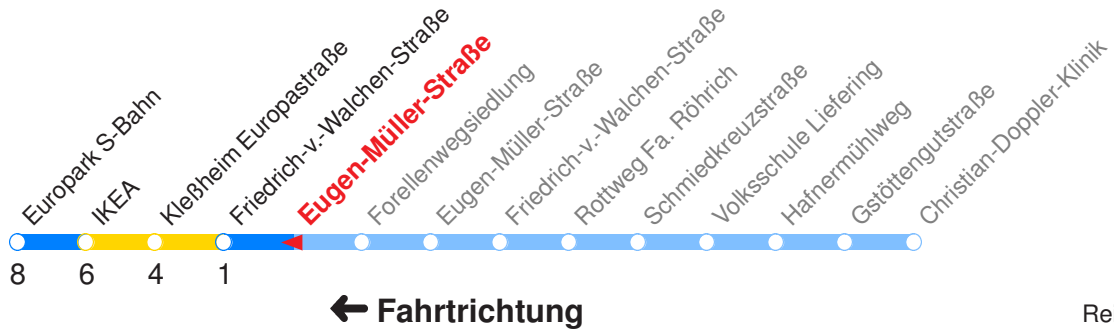 Europark S-Bahn
IKEA
Kleßheim Europastraße
Friedrich-v.-Walchen-Straße
Eugen-Müller-Straße
Forellenwegsiedlung
Eugen-Müller-Straße
Friedrich-v.-Walchen-Straße
Rottweg Fa. Röhrich
Schmiedkreuzstraße
Volksschule Liefering
Hafnermühlweg
Gstöttengutstraße
Christian-Doppler-Klinik
8 6 4 1
← Fahrtrichtung
Re